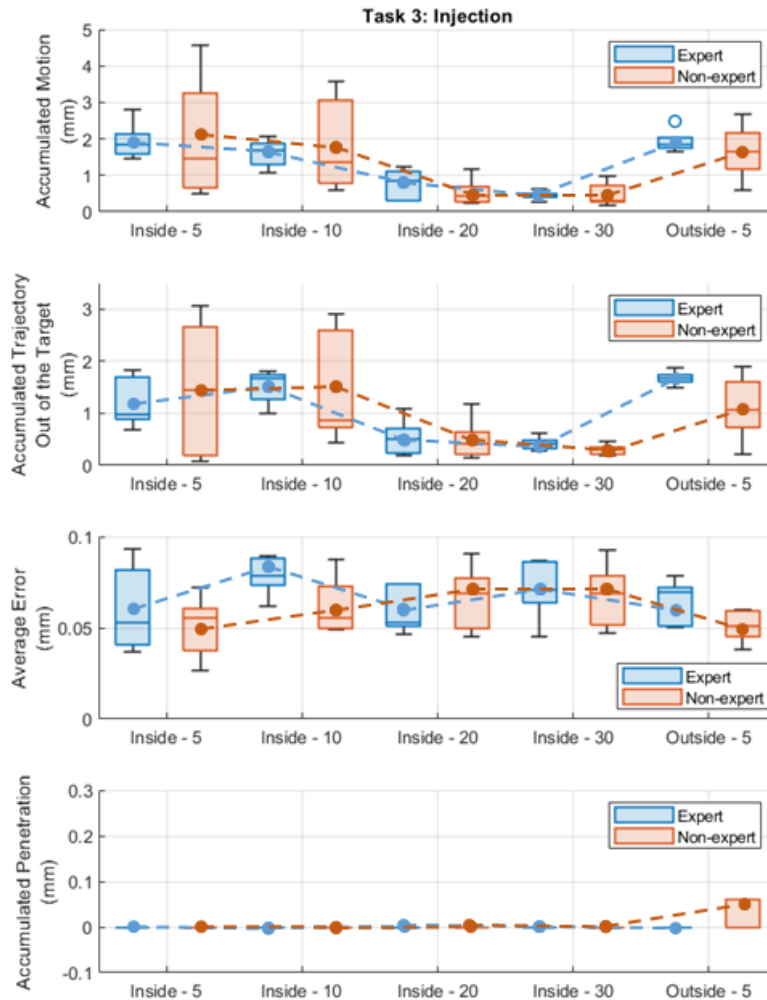 Task 3: Injection
Accumulated Motion
(mm)
5
4
3
2
1
0
Expert
Non-expert
Inside - 5
Inside - 10
Inside - 20
Inside - 30
Outside - 5
Accumulated Trajectory
Out of the Target
(mm)
3
2
1
0
Expert
Non-expert
Inside - 5
Inside - 10
Inside - 20
Inside - 30
Outside - 5
Average Error
(mm)
0.1
0.05
0
Expert
Non-expert
Inside - 5
Inside - 10
Inside - 20
Inside - 30
Outside - 5
Accumulated Penetration
(mm)
0.3
0.2
0.1
0
-0.1
Expert
Non-expert
Inside - 5
Inside - 10
Inside - 20
Inside - 30
Outside - 5